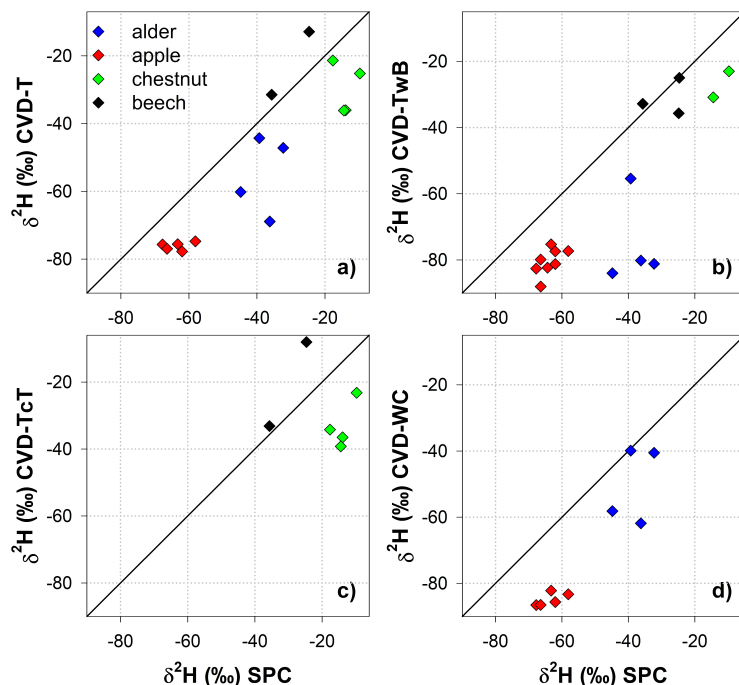 alder
apple
chestnut
beech
δ²H (‰) CVD-T
-20
-40
-60
-80
-80 -60 -40 -20
a)
δ²H (‰) CVD-TwB
-20
-40
-60
-80
-80 -60 -40 -20
b)
δ²H (‰) CVD-TcT
-20
-40
-60
-80
-80 -60 -40 -20
c)
δ²H (‰) SPC
δ²H (‰) CVD-WC
-20
-40
-60
-80
-80 -60 -40 -20
d)
δ²H (‰) SPC